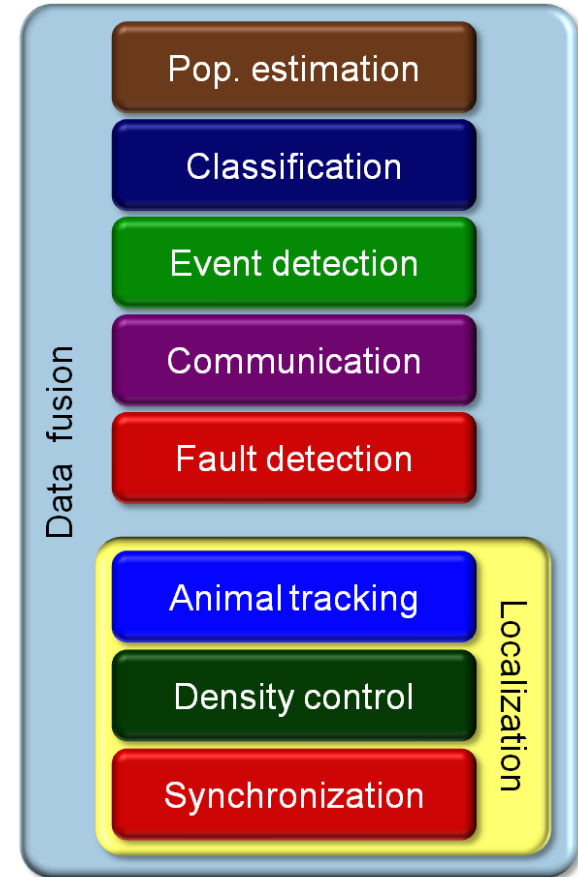 Pop. estimation
Classification
Event detection
Communication
Fault detection
Data fusion
Animal tracking
Density control
Synchronization
Localization